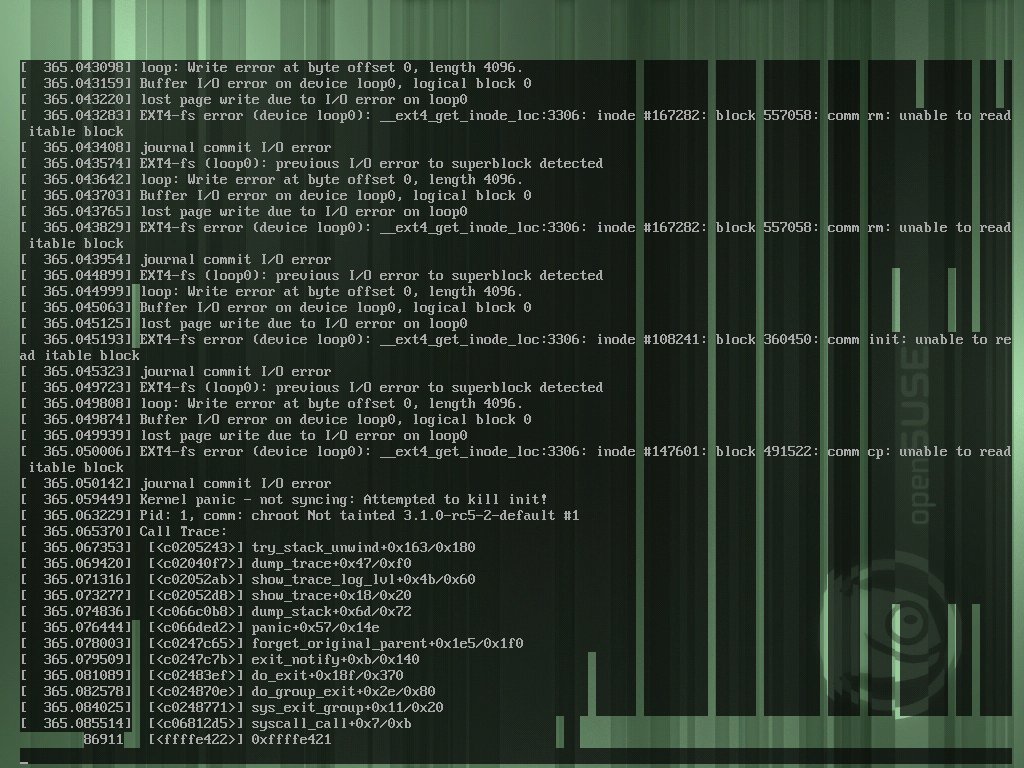 [  365.043098] loop: Write error at byte offset 0, length 4096.
[  365.043159] Buffer I/O error on device loop0, logical block 0
[  365.043220] lost page write due to I/O error on loop0
[  365.043283] EXT4-fs error (device loop0): __ext4_get_inode_loc:3306: inode #167282: block 557058: comm rm: unable to read
itable block
[  365.043408] journal commit I/O error
[  365.043574] EXT4-fs (loop0): previous I/O error to superblock detected
[  365.043642] loop: Write error at byte offset 0, length 4096.
[  365.043703] Buffer I/O error on device loop0, logical block 0
[  365.043765] lost page write due to I/O error on loop0
[  365.043829] EXT4-fs error (device loop0): __ext4_get_inode_loc:3306: inode #167282: block 557058: comm rm: unable to read
itable block
[  365.043954] journal commit I/O error
[  365.044899] EXT4-fs (loop0): previous I/O error to superblock detected
[  365.044999] loop: Write error at byte offset 0, length 4096.
[  365.045063] Buffer I/O error on device loop0, logical block 0
[  365.045125] lost page write due to I/O error on loop0
[  365.045193] EXT4-fs error (device loop0): __ext4_get_inode_loc:3306: inode #108241: block 360450: comm init: unable to re
ad itable block
[  365.045323] journal commit I/O error
[  365.049723] EXT4-fs (loop0): previous I/O error to superblock detected
[  365.049808] loop: Write error at byte offset 0, length 4096.
[  365.049874] Buffer I/O error on device loop0, logical block 0
[  365.049939] lost page write due to I/O error on loop0
[  365.050006] EXT4-fs error (device loop0): __ext4_get_inode_loc:3306: inode #147601: block 491522: comm cp: unable to read
itable block
[  365.050142] journal commit I/O error
[  365.059449] Kernel panic - not syncing: Attempted to kill init!
[  365.063229] Pid: 1, comm: chroot Not tainted 3.1.0-rc5-2-default #1
[  365.065370] Call Trace:
[  365.067353]  [<c0205243>] try_stack_unwind+0x163/0x180
[  365.069420]  [<c02040f7>] dump_trace+0x47/0xf0
[  365.071316]  [<c02052ab>] show_trace_log_lvl+0x4b/0x60
[  365.073277]  [<c02052d8>] show_trace+0x18/0x20
[  365.074836]  [<c066c0b8>] dump_stack+0x6d/0x72
[  365.076444]  [<c066ded2>] panic+0x57/0x14e
[  365.078003]  [<c0247c65>] forget_original_parent+0x1e5/0x1f0
[  365.079509]  [<c0247c7b>] exit_notify+0xb/0x140
[  365.081089]  [<c02483ef>] do_exit+0x18f/0x370
[  365.082578]  [<c024870e>] do_group_exit+0x2e/0x80
[  365.084025]  [<c0248771>] sys_exit_group+0x11/0x20
[  365.085514]  [<c06812d5>] syscall_call+0x7/0xb
86911  [<ffffe422>] 0xffffe421
openSUSE